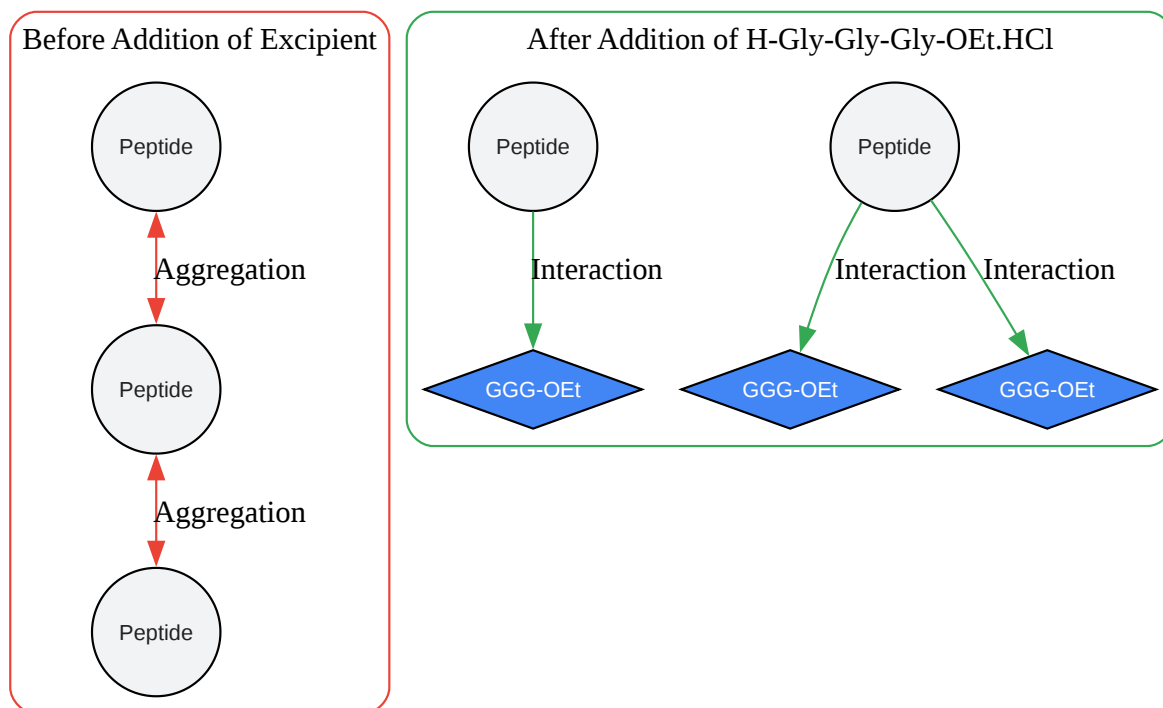 Before Addition of Excipient
Peptide
Aggregation
Peptide
Aggregation
Peptide
After Addition of H-Gly-Gly-Gly-OEt.HCl
Peptide
Peptide
Interaction
Interaction
Interaction
GGG-OEt
GGG-OEt
GGG-OEt